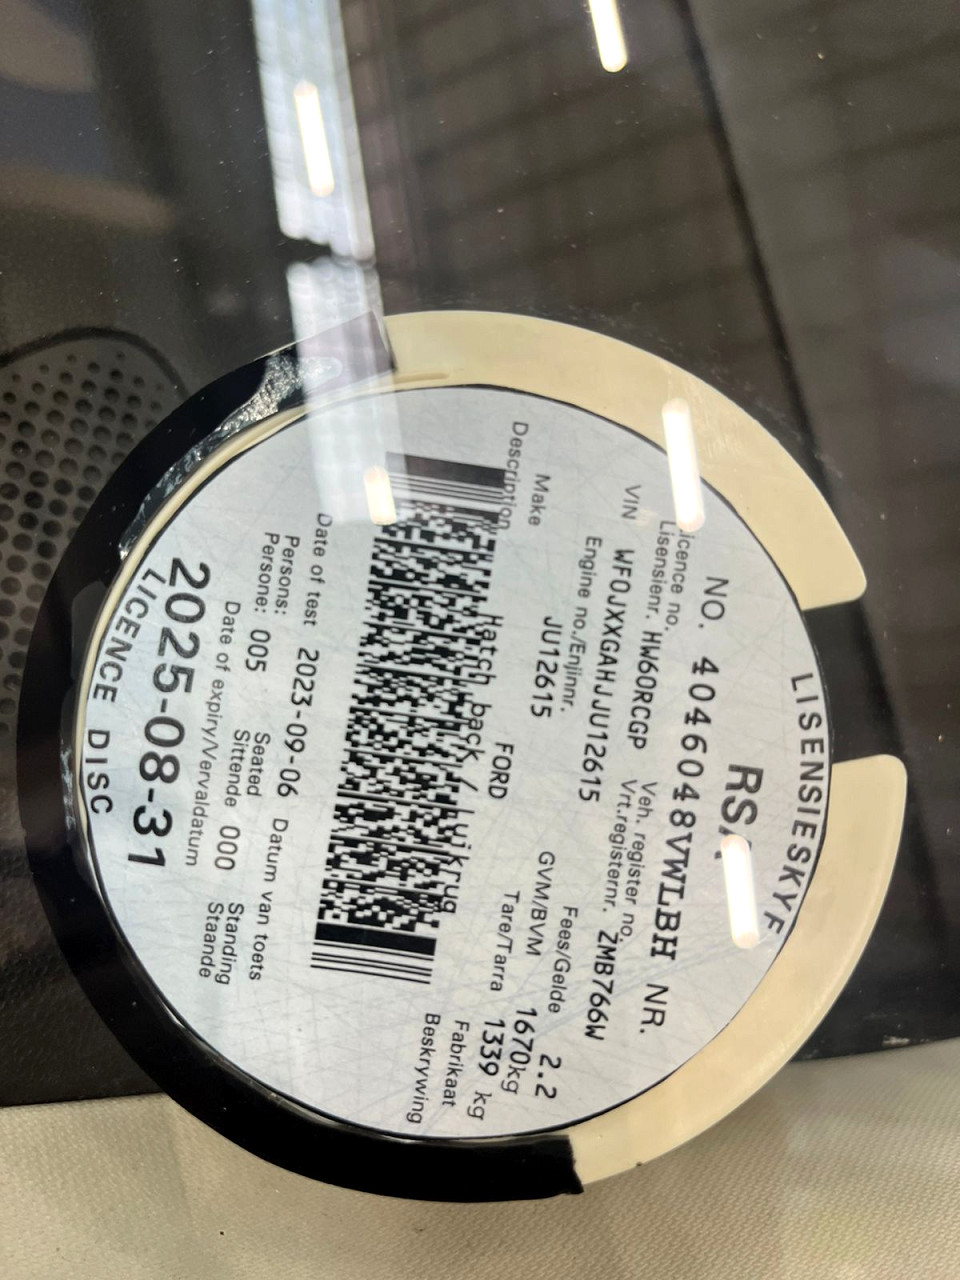 LISENSIESKYF
RSA
NO. 4046048VWLBH NR.
Licence no. Veh. register no.
Lisensienr. HW60RCGP Vrt.registernr. ZMB766W
VIN WF0JXXGAHJJU12615
Engine no./Enjinnr. Fees/Gelde 2.2
JU12615 GVM/BVM 1670kg
Make Tare/Tarra 1339 kg
FORD Fabrikaat
Description Hatch back / Luikrug Beskrywing
Date of test 2023-09-06 Datum van toets
Persons: Seated Standing
Persone: 005 Sittende 000 Staande
Date of expiry/Vervaldatum
2025-08-31
LICENCE DISC